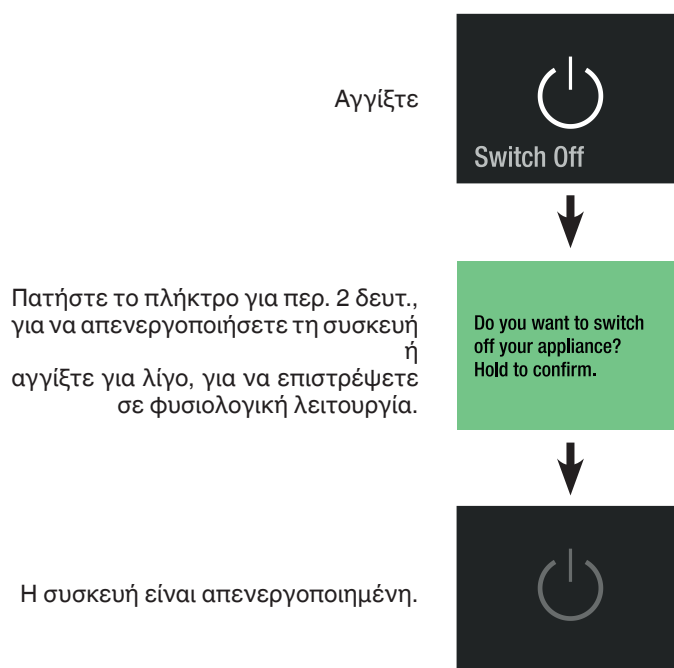 Αγγίξτε
Switch Off
Πατήστε το πλήκτρο για περ. 2 δευτ.,
για να απενεργοποιήσετε τη συσκευή
ή
αγγίξτε για λίγο, για να επιστρέψετε
σε φυσιολογική λειτουργία.
Do you want to switch
off your appliance?
Hold to confirm.
Η συσκευή είναι απενεργοποιημένη.